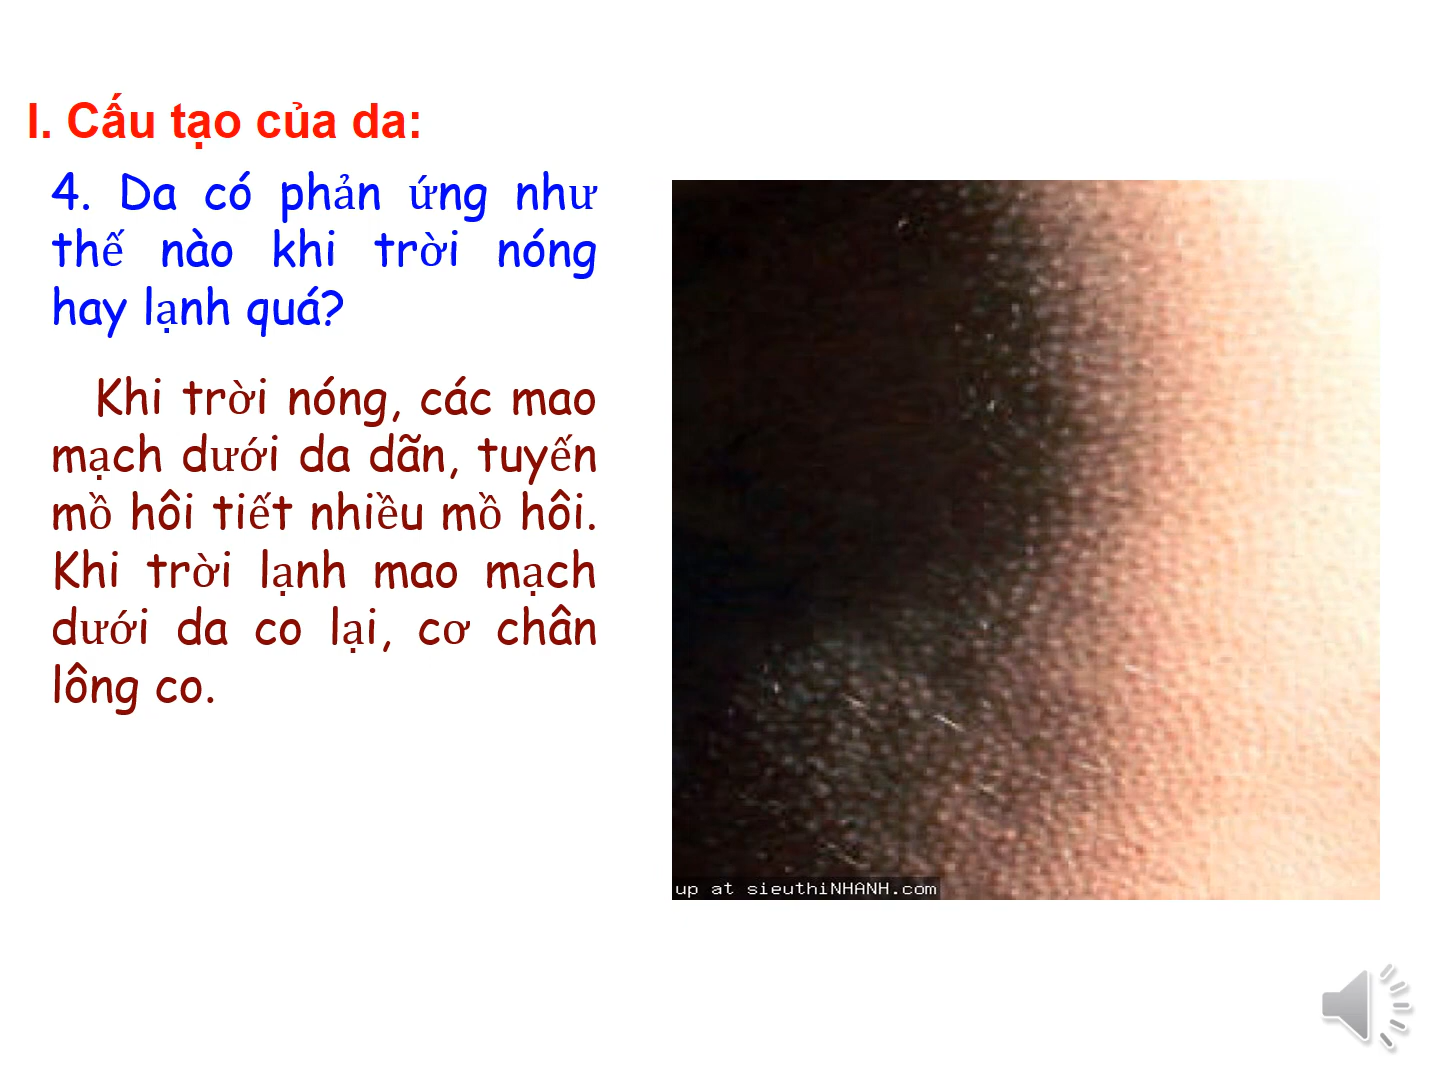 I. Cấu tạo của da:
4. Da có phản ứng như
thế nào khi trời nóng
hay lạnh quá?
Khi trời nóng, các mao
mạch dưới da dãn, tuyến
mồ hôi tiết nhiều mồ hôi.
Khi trời lạnh mao mạch
dưới da co lại, cơ chân
lông co.
up at sieuthiNHANH.com